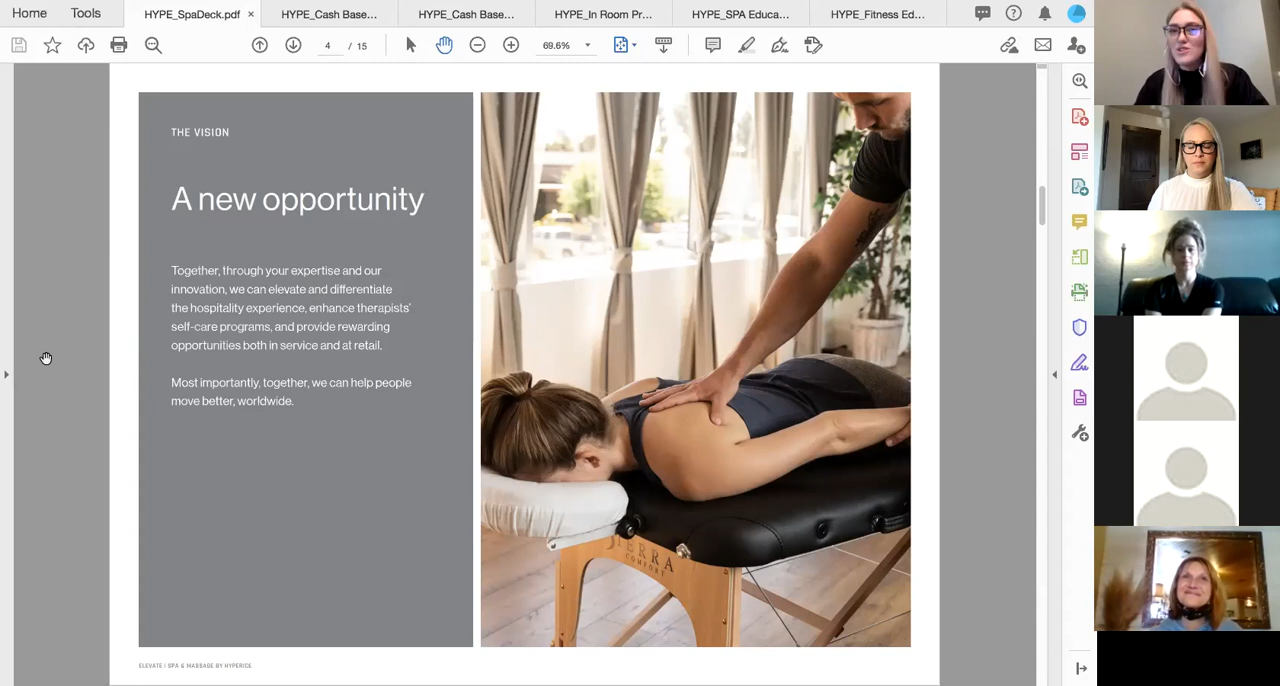 Home
Tools
HYPE_SpaDeck.pdf
HYPE_Cash Base...
HYPE_Cash Base...
HYPE_In Room Pr...
HYPE_SPA Educa...
HYPE_Fitness Ed...
4 / 15
69.6%
THE VISION
A new opportunity
Together, through your expertise and our
innovation, we can elevate and differentiate
the hospitality experience, enhance therapists'
self-care programs, and provide rewarding
opportunities both in service and at retail.
Most importantly, together, we can help people
move better, worldwide.
SIERRA
COMFORT
ELEVATE | SPA & MASSAGE BY HYPERICE